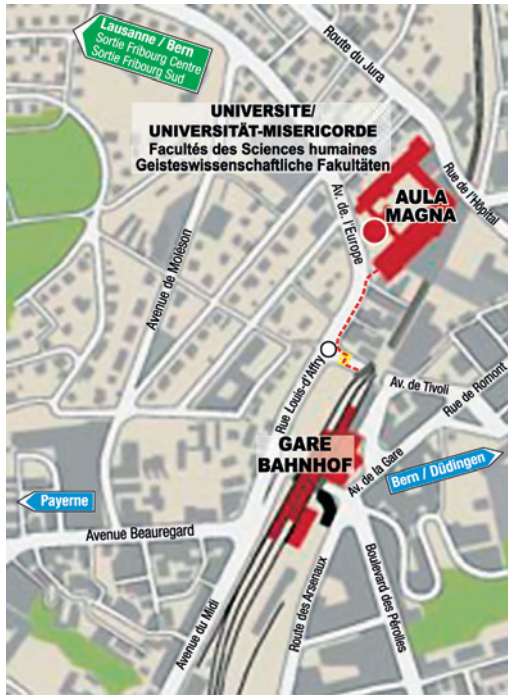 Lausanne / Bern
Sortie Fribourg Centre
Sortie Fribourg Sud
Route du Jura
UNIVERSITE/
UNIVERSITÄT-MISERICORDE
Facultés des Sciences humaines
Geisteswissenschaftliche Fakultäten
Rue de l'Hôpital
AULA
MAGNA
Av. de. l'Europe
Avenue de Moléson
Rue Louis-d'Affry
Av. de Tivoli
Rue de Romont
GARE
BAHNHOF
Av. de la Gare
Bern / Düdingen
Payerne
Avenue Beauregard
Avenue du Midi
Route des Arsenaux
Boulevard des Pérolles